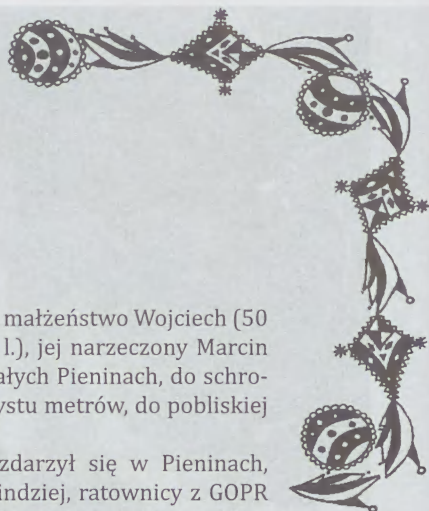 małżeństwo Wojciech (50
l.), jej narzeczony Marcin
ałych Pieninach, do schro-
ystu metrów, do pobliskiej
zdarzył się w Pieninach,
indziej, ratownicy z GOPR